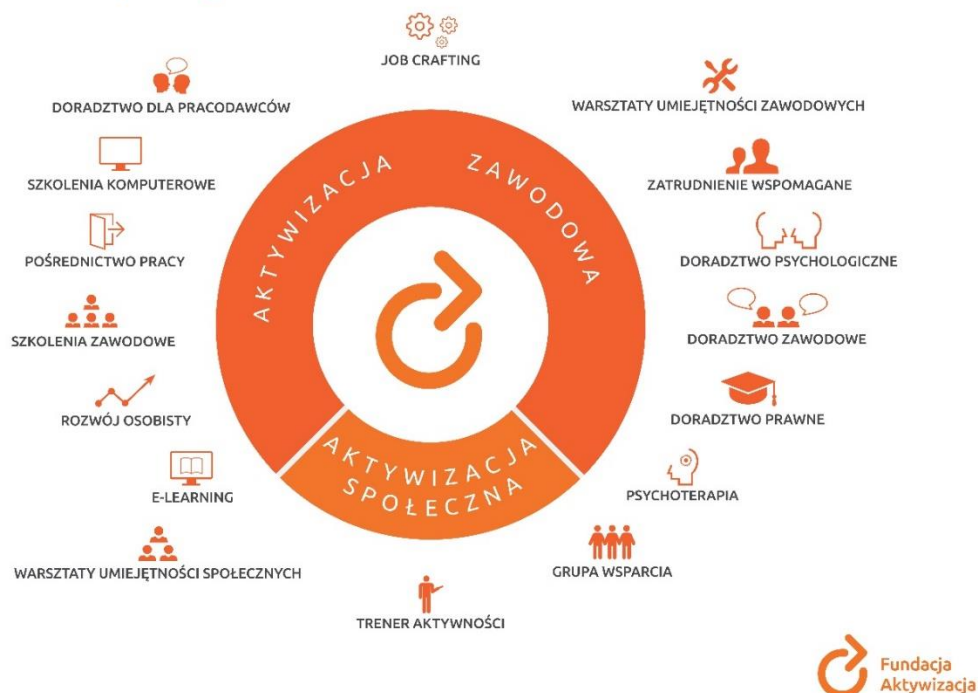 JOB CRAFTING
DORADZTWO DLA PRACODAWCÓW
WARSZTATY UMIEJĘTNOŚCI ZAWODOWYCH
SZKOLENIA KOMPUTEROWE
ZATRUDNIENIE WSPOMAGANE
POŚREDNICTWO PRACY
DORADZTWO PSYCHOLOGICZNE
SZKOLENIA ZAWODOWE
DORADZTWO ZAWODOWE
ROZWÓJ OSOBISTY
DORADZTWO PRAWNE
E-LEARNING
PSYCHOTERAPIA
WARSZTATY UMIEJĘTNOŚCI SPOŁECZNYCH
GRUPA WSPARCIA
TRENER AKTYWNOŚCI
AKTYWIZACJA ZAWODOWA
AKTYWIZACJA
SPOŁECZNA
Fundacja
Aktywizacja